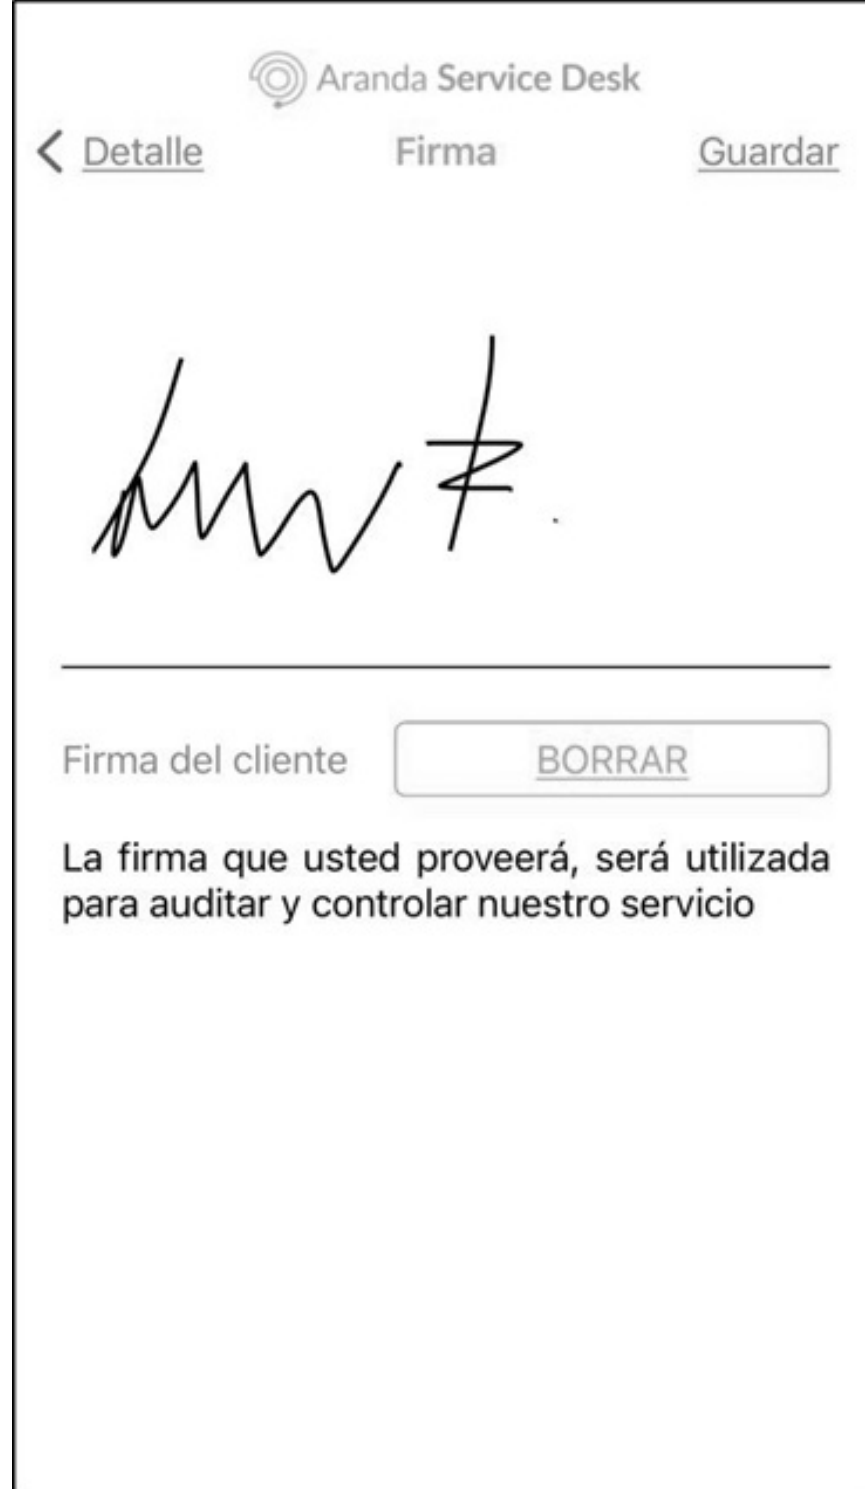 Aranda Service Desk
Detalle Firma Guardar
Firma del cliente BORRAR
La firma que usted proveerá, será utilizada
para auditar y controlar nuestro servicio